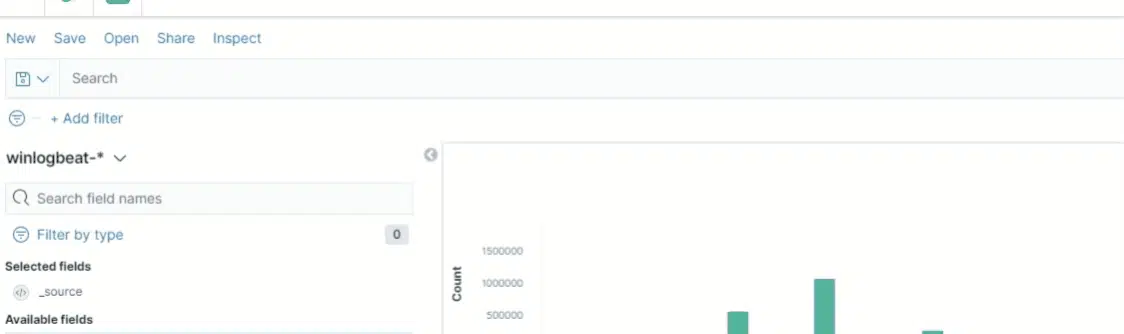 New Save Open Share Inspect
Search
+ Add filter
winlogbeat-*
Search field names
Filter by type 0
Selected fields
</> _source
Available fields
Count
1500000
1000000
500000